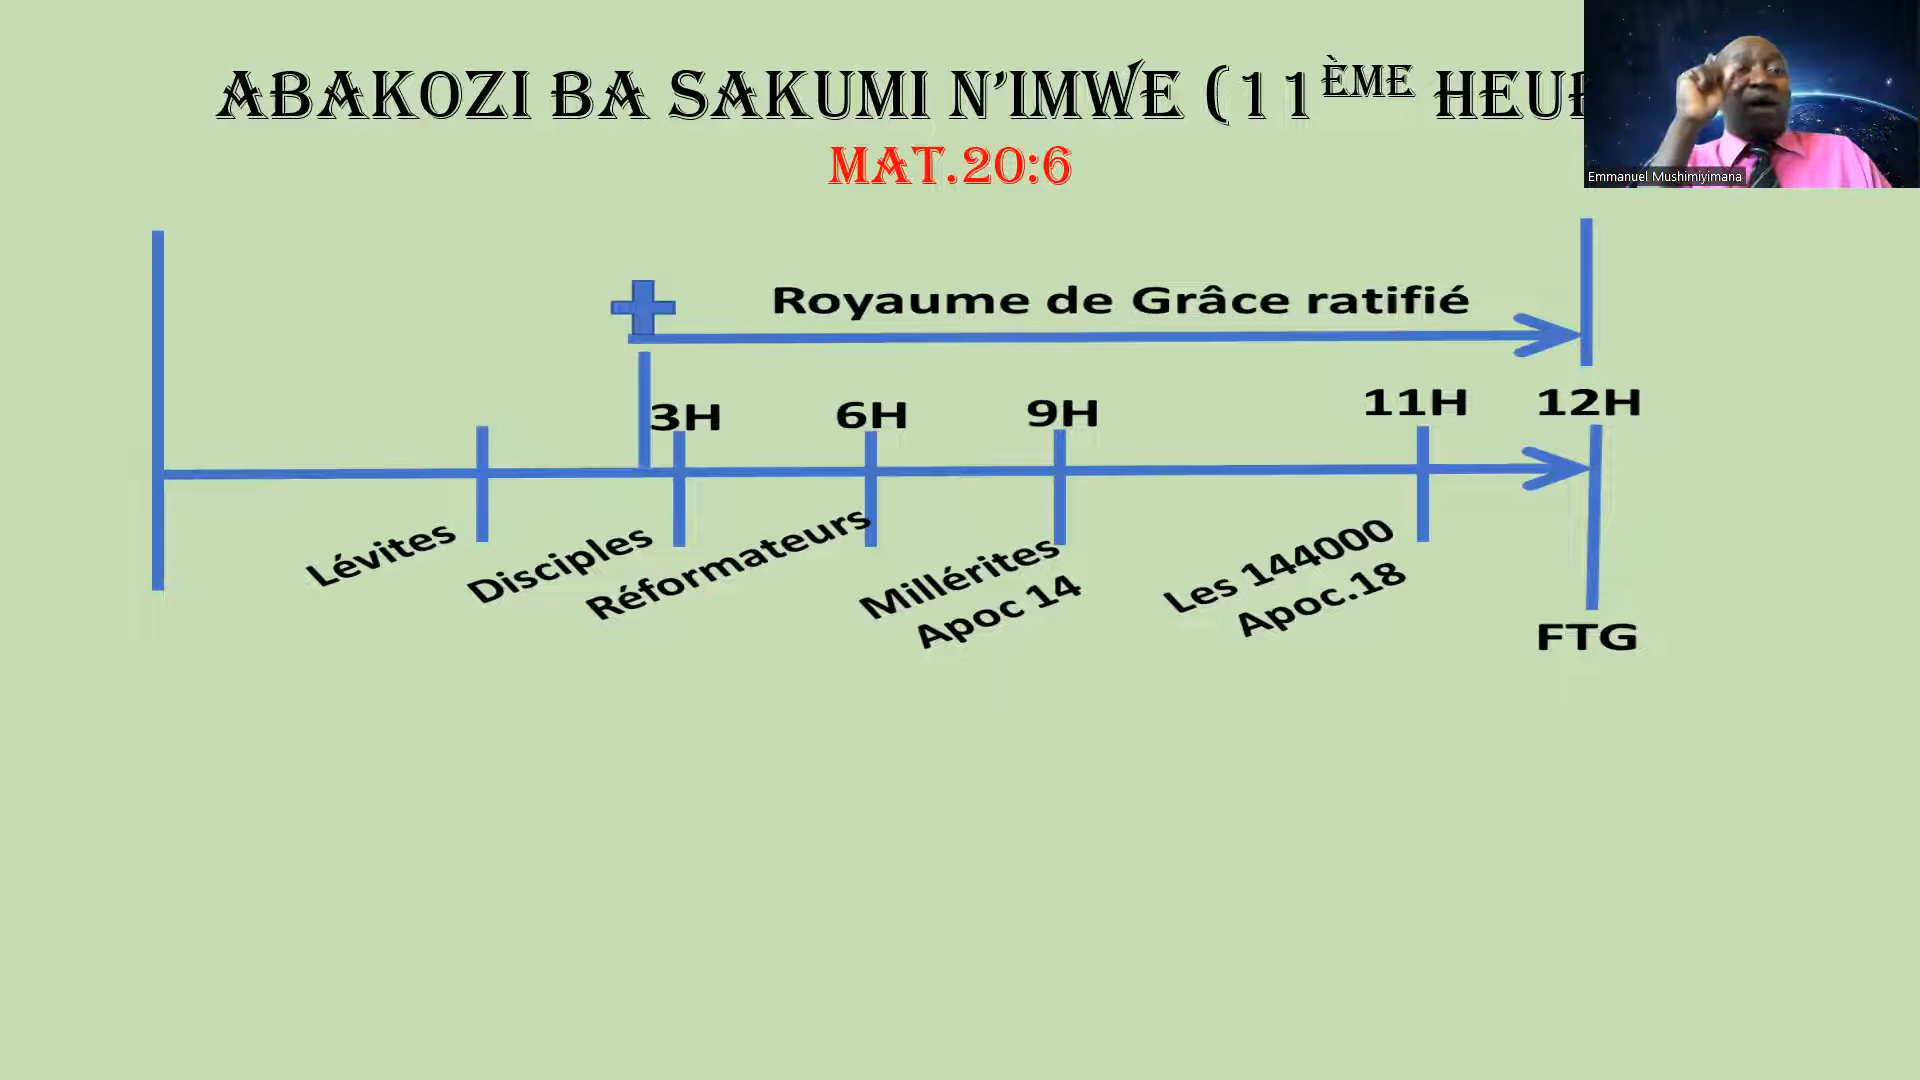 ABAKOZI BA SAKUMI N'IMWE (11ÈME
MAT.20:6
Emmanuel Mushimiyimana
Royaume de Grâce ratifié
3H
6H
9H
11H
12H
Lévites
Disciples
Réformateurs
Millérites
Apoc 14
Les 144000
Apoc.18
FTG